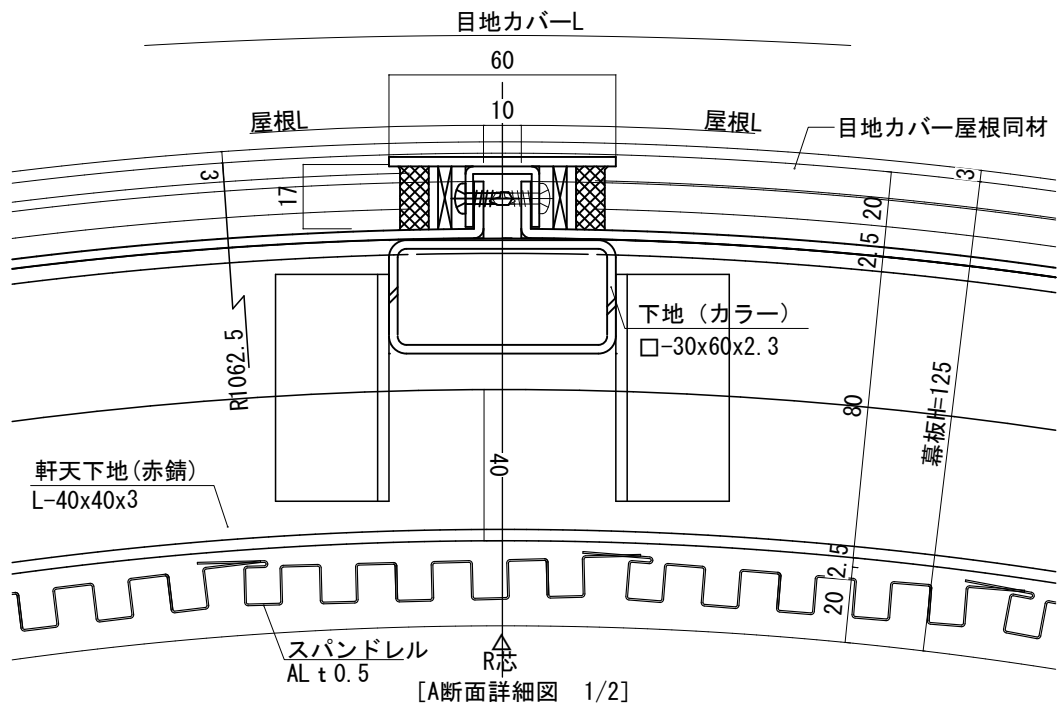 目地カバーL
60
10
屋根L
屋根L
目地カバー屋根同材
3
3
17
20
2.5
下地（カラー）
□-30x60x2.3
R1062.5
80
幕板H=125
40
軒天下地(赤錆)
L-40x40x3
2.5
20
スパンドレル
AL t 0.5
R芯
[A断面詳細図　1/2]